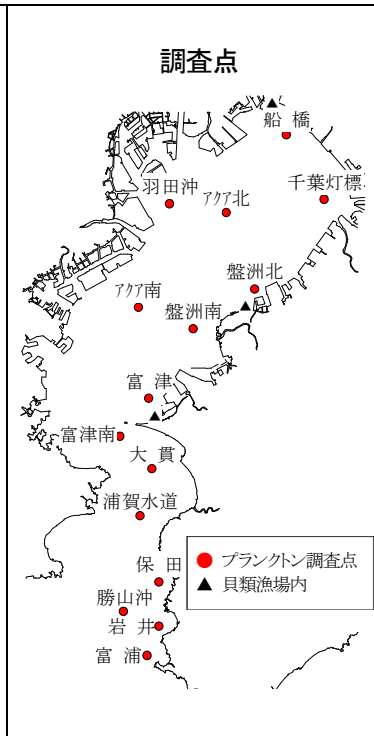 調査点
船橋
千葉灯標
羽田沖
アクア北
盤洲北
アクア南
盤洲南
富津
富津南
大貫
浦賀水道
保田
プランクトン調査点
貝類漁場内
勝山沖
岩井
富浦